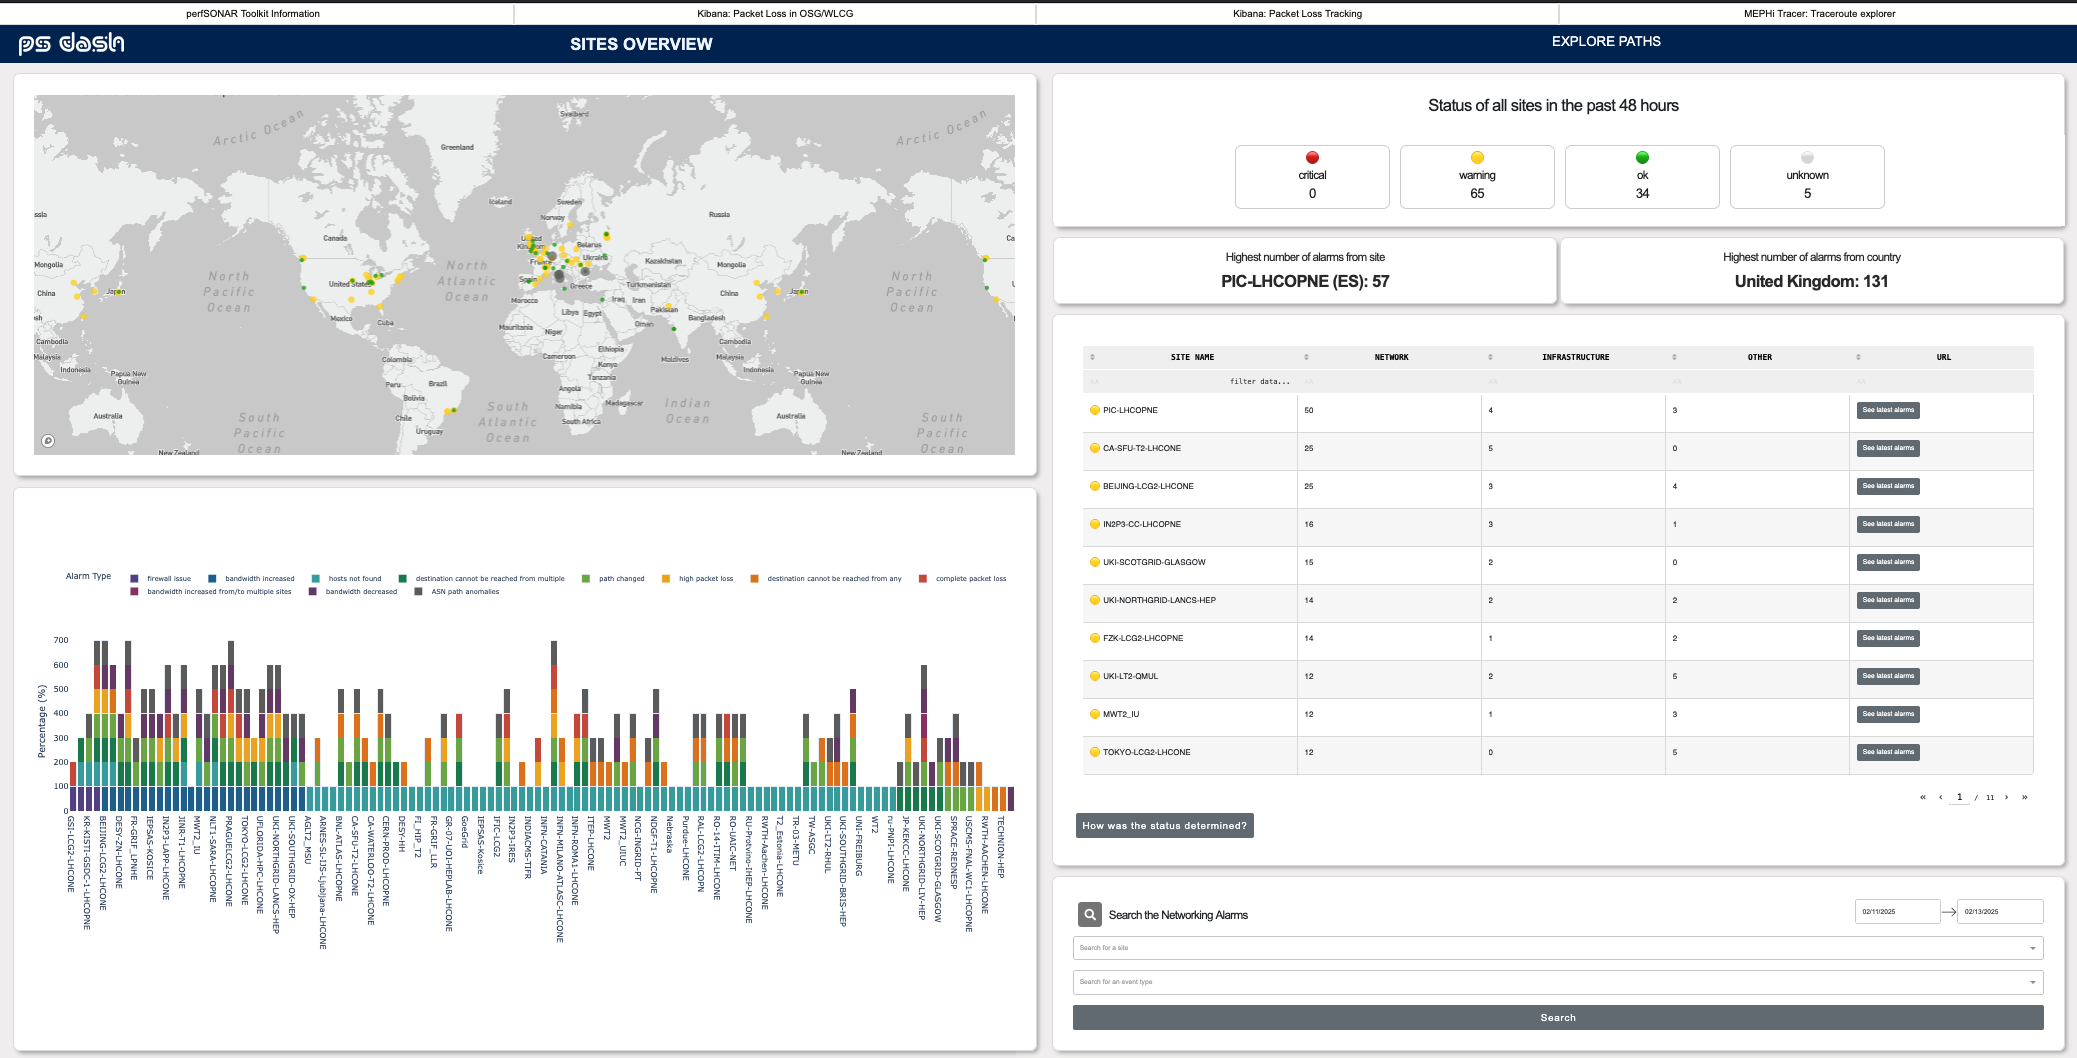 perfSONAR Toolkit Information
Kibana: Packet Loss in OSG/WLCG
Kibana: Packet Loss Tracking
MEPHi Tracer: Traceroute explorer
ps dash
SITES OVERVIEW
EXPLORE PATHS
Arctic Ocean
Svalbard
Arctic Ocean
Greenland
Iceland
Sweden
Norway
Russia
ssia
Canada
United Kingdom
Belarus
Ca
Mongolia
North Pacific Ocean
North Atlantic Ocean
France
Ukraine
Kazakhstan
Mongolia
North Pacific Ocean
China
Japan
United States
Spain
Greece
Turkmenistan
China
Japan
U
Morocco
Iraq
Iran
Mexico
Cuba
Libya
Egypt
Pakistan
Oman
Bangladesh
sh
Mauritania
Niger
Cambodia
Cambodia
Malaysia
Colombia
Cameroon
Ethiopia
Kenya
Maldives
Malaysia
Indonesia
Papua New Guinea
Peru
Brazil
Tanzania
Indonesia
Papua New Guinea
Bolivia
Angola
Namibia
Madagascar
Indian Ocean
Australia
South Pacific Ocean
Chile
South Atlantic Ocean
South Africa
Australia
South Pacific Ocean
Uruguay
New Zealand
New Zealand
Status of all sites in the past 48 hours
critical
0
warning
65
ok
34
unknown
5
Highest number of alarms from site
PIC-LHCOPNE (ES): 57
Highest number of alarms from country
United Kingdom: 131
SITE NAME NETWORK INFRASTRUCTURE OTHER URL
filter data...
PIC-LHCOPNE 50 4 3 See latest alarms
CA-SFU-T2-LHCONE 25 5 0 See latest alarms
BEIJING-LCG2-LHCONE 25 3 4 See latest alarms
IN2P3-CC-LHCOPNE 16 3 1 See latest alarms
UKI-SCOTGRID-GLASGOW 15 2 0 See latest alarms
UKI-NORTHGRID-LANCS-HEP 14 2 2 See latest alarms
FZK-LCG2-LHCOPNE 14 1 2 See latest alarms
UKI-LT2-QMUL 12 2 5 See latest alarms
MWT2_IU 12 1 3 See latest alarms
TOKYO-LCG2-LHCONE 12 0 5 See latest alarms
« ‹ 1 / 11 › »
How was the status determined?
Search the Networking Alarms
02/11/2025 → 02/13/2025
Search for a site
Search for an event type
Search
Alarm Type firewall issue bandwidth increased hosts not found destination cannot be reached from multiple path changed high packet loss destination cannot be reached from any complete packet loss
bandwidth increased from/to multiple sites bandwidth decreased ASN path anomalies
Percentage (%)
700
600
500
400
300
200
100
0
GSI-LCG2-LHCONE
KR-KISTI-GSDC-1-LHCOPNE
BEIJING-LCG2-LHCONE
DESY-ZN-LHCONE
FR-GRIF_LPNHE
IEPSAS-KOSICE
IN2P3-LAPP-LHCONE
JINR-T1-LHCOPNE
MWT2_IU
NLT1-SARA-LHCOPNE
PRAGUELCG2-LHCONE
TOKYO-LCG2-LHCONE
UFLORIDA-HPC-LHCONE
UKI-NORTHGRID-LANCS-HEP
UKI-SOUTHGRID-OX-HEP
AGLT2_MSU
ARNES-SL-IJS-Ljubljana-LHCONE
BNL-ATLAS-LHCOPNE
CA-SFU-T2-LHCONE
CA-WATERLOO-T2-LHCONE
CERN-PROD-LHCOPNE
DESY-HH
FI_HIP_T2
FR-GRIF_LLR
GR-07-UOI-HEPLAB-LHCONE
GoeGrid
IEPSAS-Kosice
IFIC-LCG2
IN2P3-IRES
INDIACMS-TIFR
INFN-CATANIA
INFN-MILANO-ATLASC-LHCONE
INFN-ROMA1-LHCONE
ITEP-LHCONE
MWT2
MWT2_UIUC
NCG-INGRID-PT
NDGF-T1-LHCOPNE
Nebraska
Purdue-LHCONE
RAL-LCG2-LHCOPN
RO-14-ITIM-LHCONE
RO-UAIC-NET
RU-Protvino-IHEP-LHCONE
RWTH-Aachen-LHCONE
T2_Estonia-LHCONE
TR-03-METU
TW-ASGC
UKI-LT2-RHUL
UKI-SOUTHGRID-BRIS-HEP
UNI-FREIBURG
WT2
ru-PNPI-LHCONE
JP-KEKCC-LHCONE
UKI-NORTHGRID-LIV-HEP
UKI-SCOTGRID-GLASGOW
SPRACE-REDNESP
USCMS-FNAL-WC1-LHCOPNE
RWTH-AACHEN-LHCONE
TECHNION-HEP